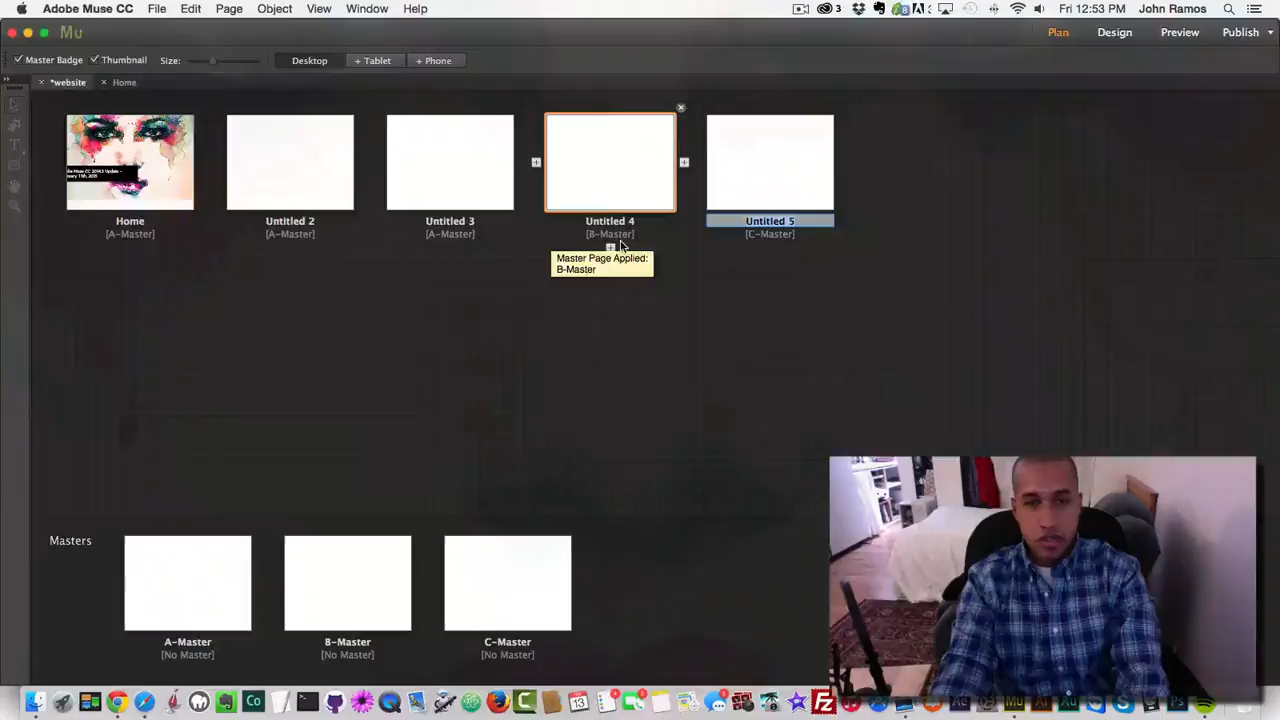 Adobe Muse CC File Edit Page Object View Window Help 3 Fri 12:53 PM John Ramos
Mu Plan Design Preview Publish
Master Badge Thumbnail Size: Desktop + Tablet + Phone
*website Home
Home Untitled 2 Untitled 3 Untitled 4 Untitled 5
[A-Master] [A-Master] [A-Master] [B-Master] [C-Master]
Master Page Applied:
B-Master
Masters
A-Master B-Master C-Master
[No Master] [No Master] [No Master]